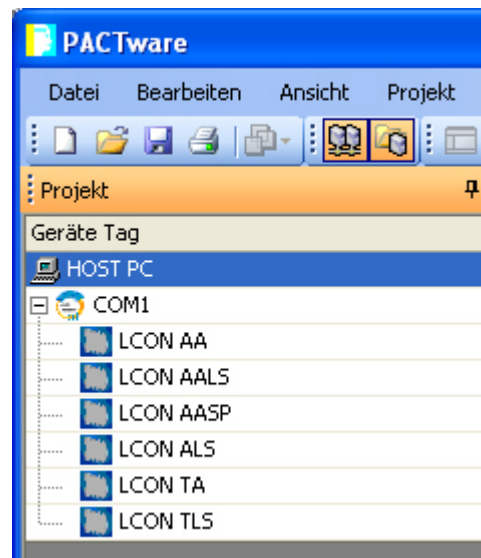 PACTware
Datei Bearbeiten Ansicht Projekt
Projekt
Geräte Tag
HOST PC
COM1
LCON AA
LCON AALS
LCON AASP
LCON ALS
LCON TA
LCON TLS